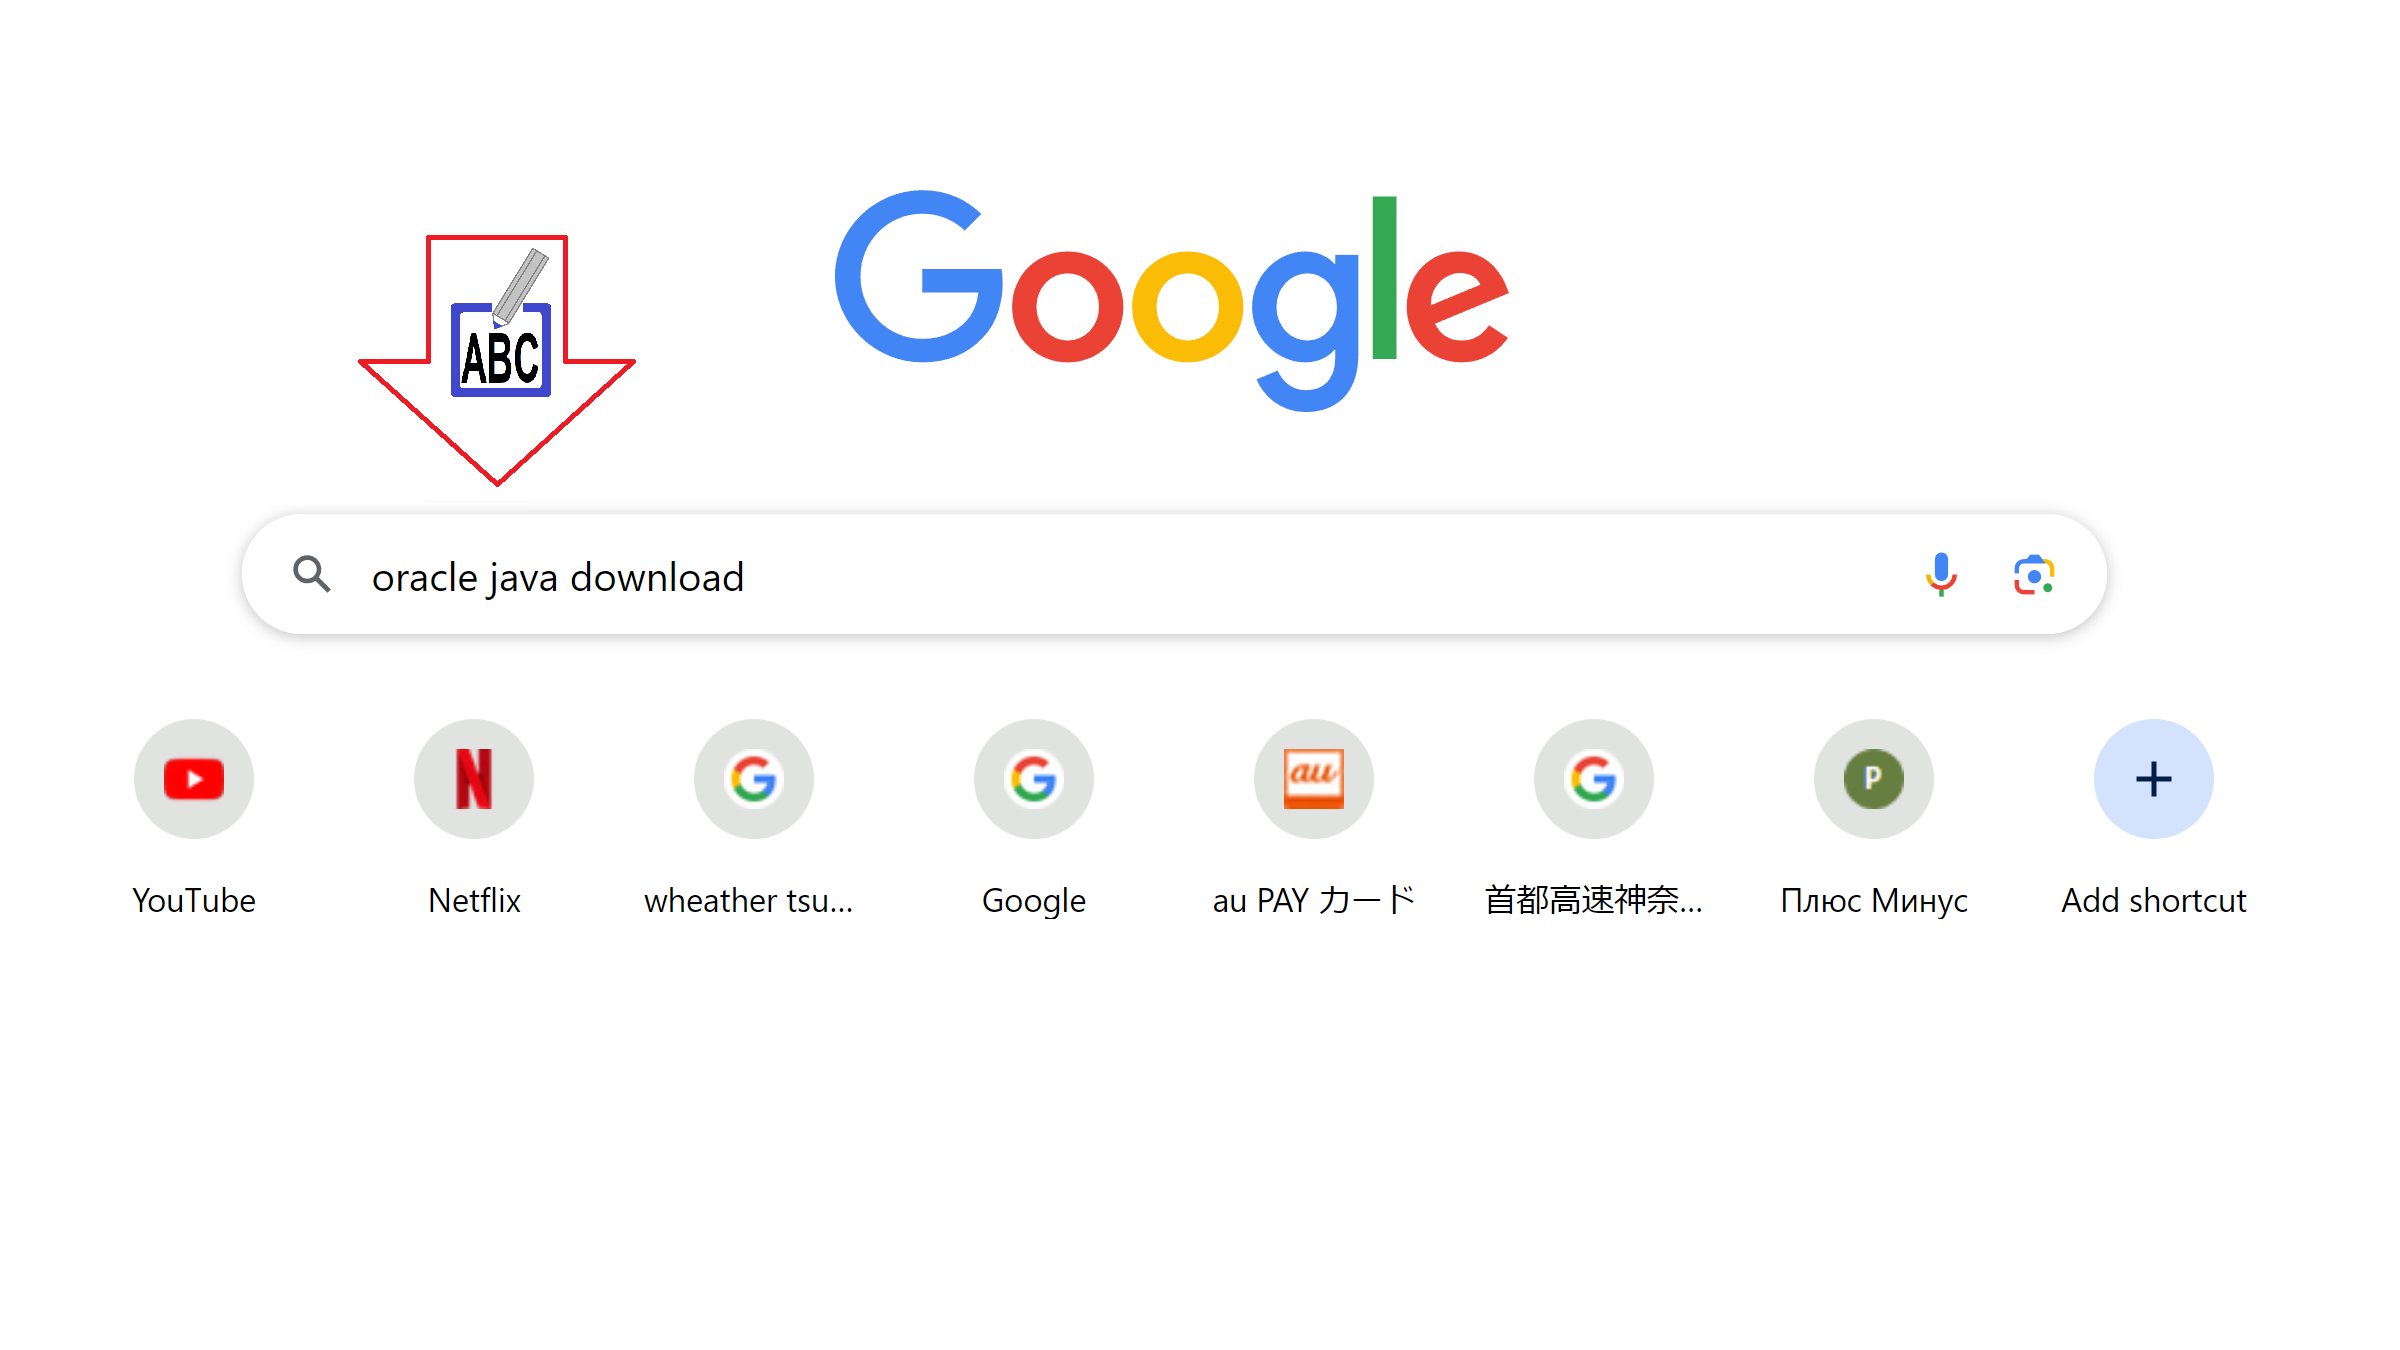 Google
ABC
oracle java download
YouTube
Netflix
wheather tsu...
Google
au
au PAY カード
首都高速神奈...
P
Плюс Минус
Add shortcut